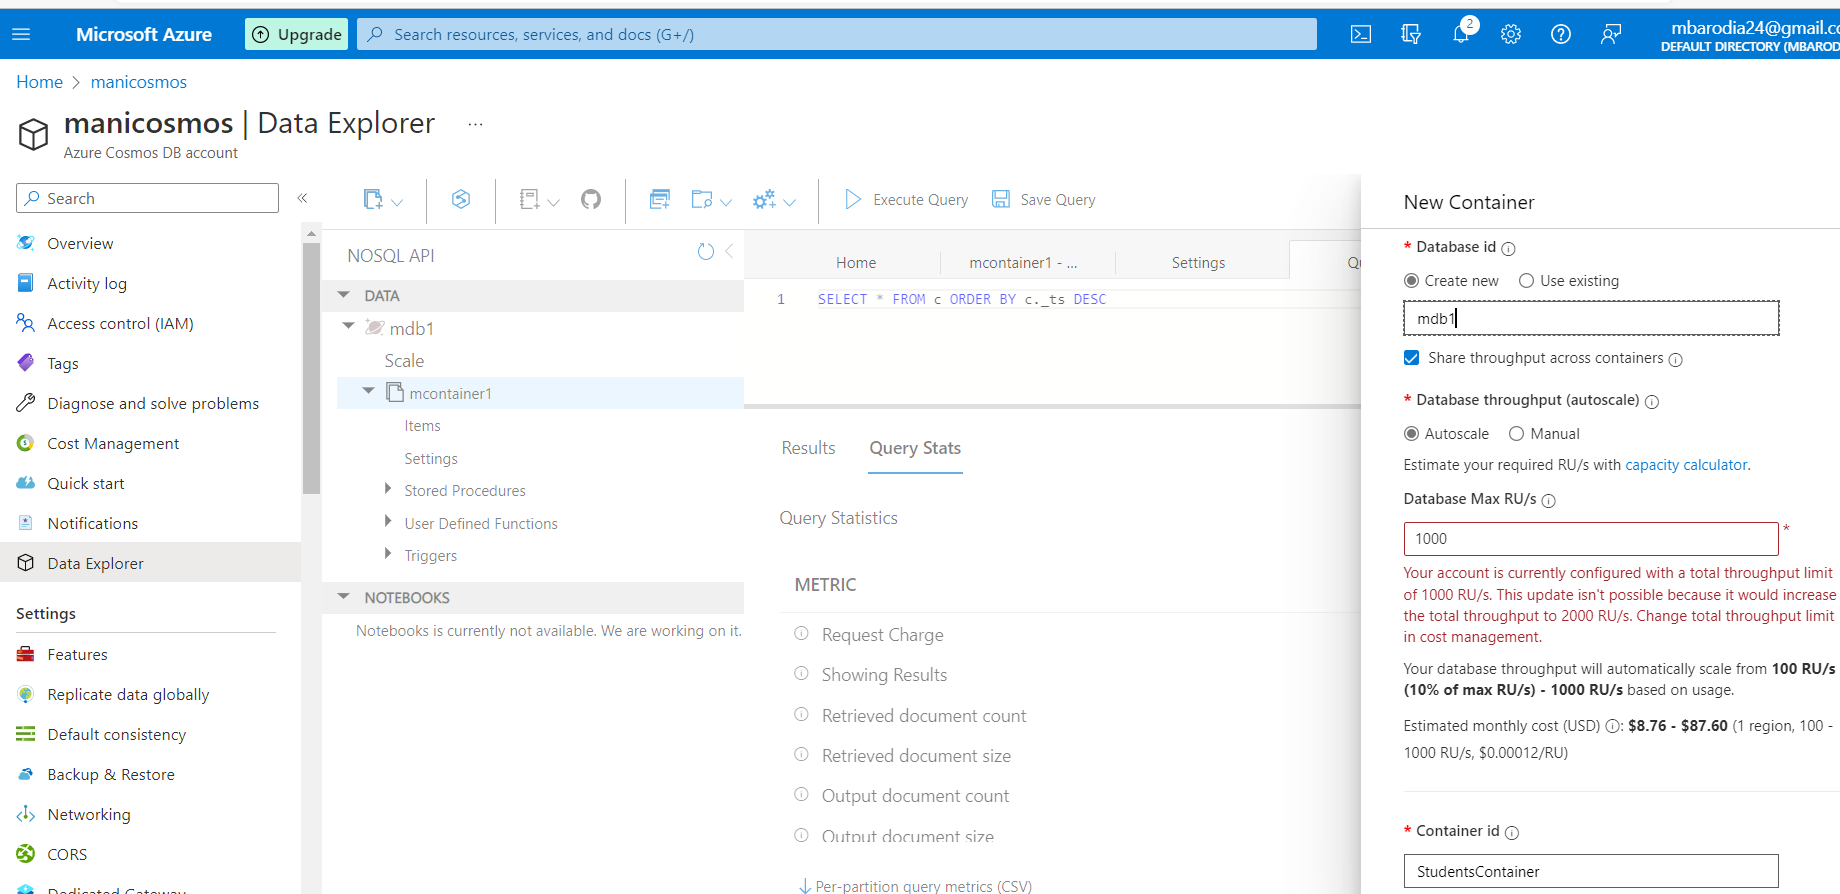 Microsoft Azure
Upgrade
Search resources, services, and docs (G+/)
2
mbarodia24@gmail.co
DEFAULT DIRECTORY (MBAROD
Home > manicosmos
manicosmos | Data Explorer ...
Azure Cosmos DB account
Search
«
Overview
Activity log
Access control (IAM)
Tags
Diagnose and solve problems
Cost Management
Quick start
Notifications
Data Explorer
Settings
Features
Replicate data globally
Default consistency
Backup & Restore
Networking
CORS
Dedicated Gateway
Execute Query
Save Query
NOSQL API
DATA
mdb1
Scale
mcontainer1
Items
Settings
Stored Procedures
User Defined Functions
Triggers
NOTEBOOKS
Notebooks is currently not available. We are working on it.
Home
mcontainer1 - ...
Settings
Qu
1 SELECT * FROM c ORDER BY c._ts DESC
Results
Query Stats
Query Statistics
METRIC
Request Charge
Showing Results
Retrieved document count
Retrieved document size
Output document count
Output document size
Per-partition query metrics (CSV)
New Container
* Database id
Create new
Use existing
mdb1
Share throughput across containers
* Database throughput (autoscale)
Autoscale
Manual
Estimate your required RU/s with capacity calculator.
Database Max RU/s
1000 *
Your account is currently configured with a total throughput limit
of 1000 RU/s. This update isn't possible because it would increase
the total throughput to 2000 RU/s. Change total throughput limit
in cost management.
Your database throughput will automatically scale from 100 RU/s
(10% of max RU/s) - 1000 RU/s based on usage.
Estimated monthly cost (USD) : $8.76 - $87.60 (1 region, 100 -
1000 RU/s, $0.00012/RU)
* Container id
StudentsContainer